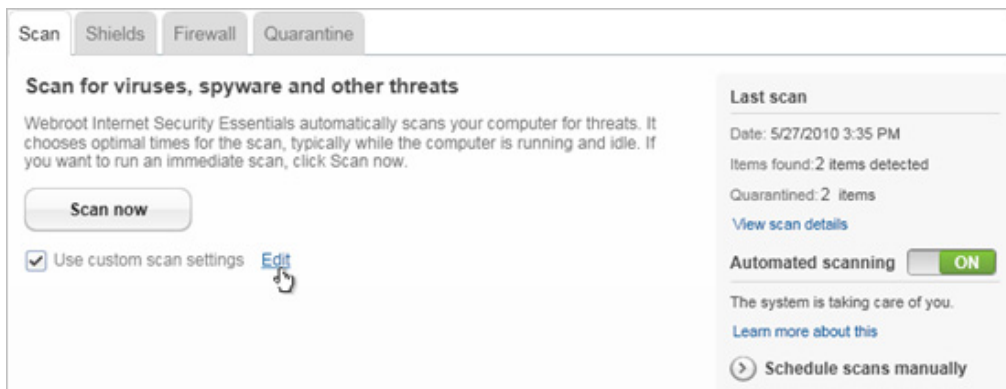 Scan Shields Firewall Quarantine
Scan for viruses, spyware and other threats
Webroot Internet Security Essentials automatically scans your computer for threats. It
chooses optimal times for the scan, typically while the computer is running and idle. If
you want to run an immediate scan, click Scan now.
Scan now
Use custom scan settings Edit
Last scan
Date: 5/27/2010 3:35 PM
Items found:2 items detected
Quarantined:2 items
View scan details
Automated scanning ON
The system is taking care of you.
Learn more about this
Schedule scans manually